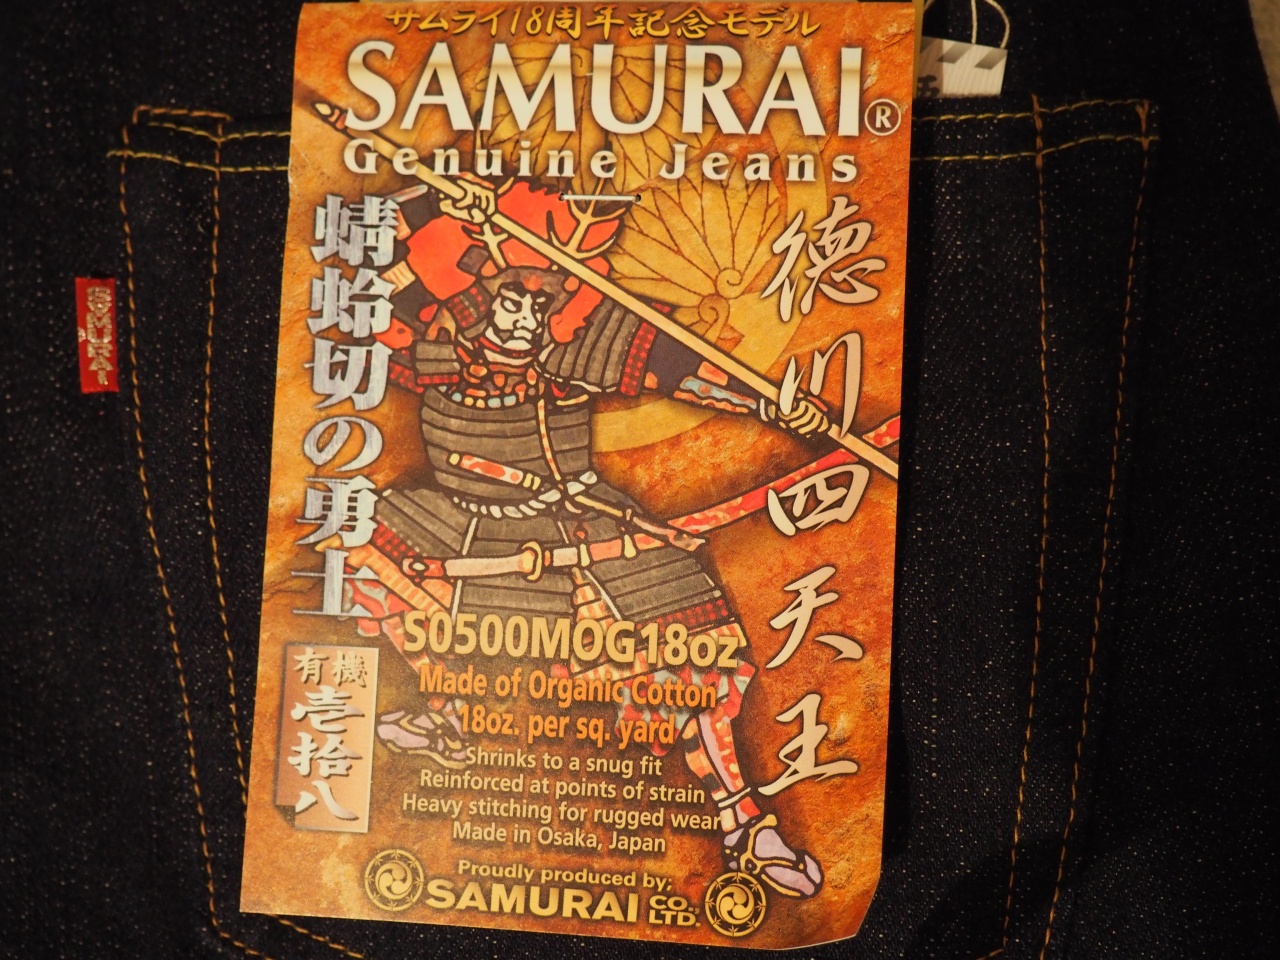 サムライ18周年記念モデル
SAMURAI®
Genuine Jeans
徳川四天王
蜻蛉切の勇士
有機
壱拾八
S0500MOG18oz
Made of Organic Cotton
18oz. per sq. yard
Shrinks to a snug fit
Reinforced at points of strain
Heavy stitching for rugged wear
Made in Osaka, Japan
Proudly produced by;
SAMURAI CO., LTD.
SAMURAI